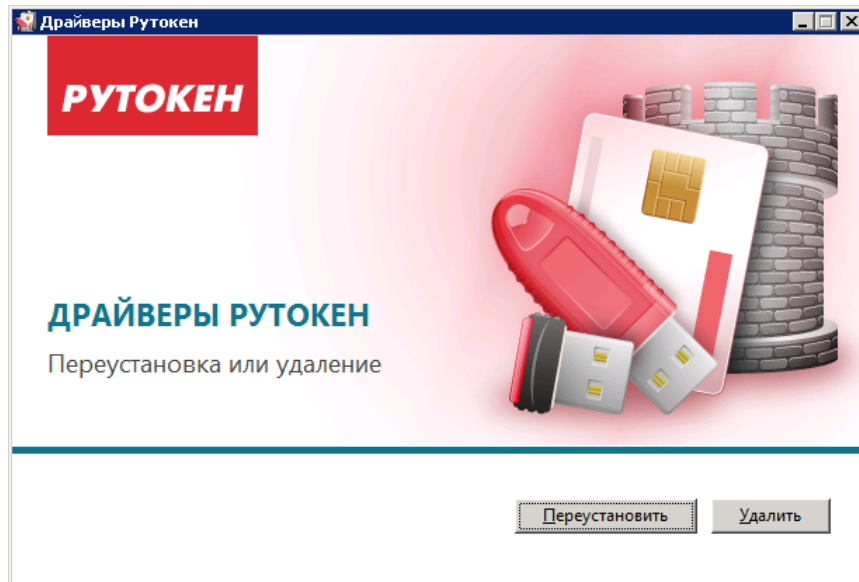 Драйверы Рутокен
РУТОКЕН
ДРАЙВЕРЫ РУТОКЕН
Переустановка или удаление
Переустановить
Удалить